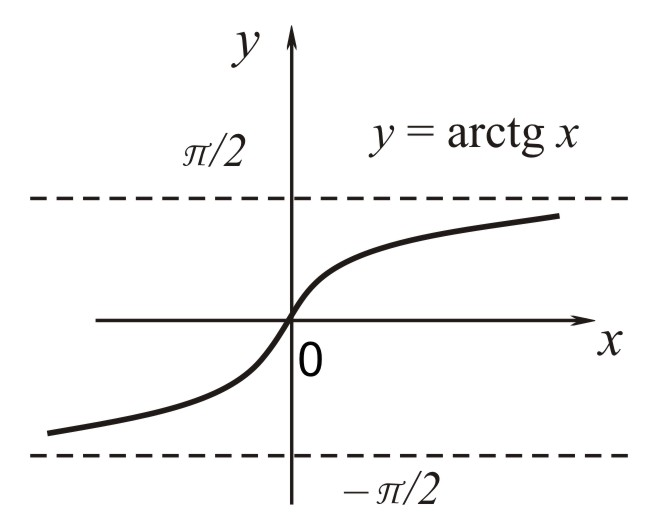 y
y = arctg x
π/2
x
0
− π/2